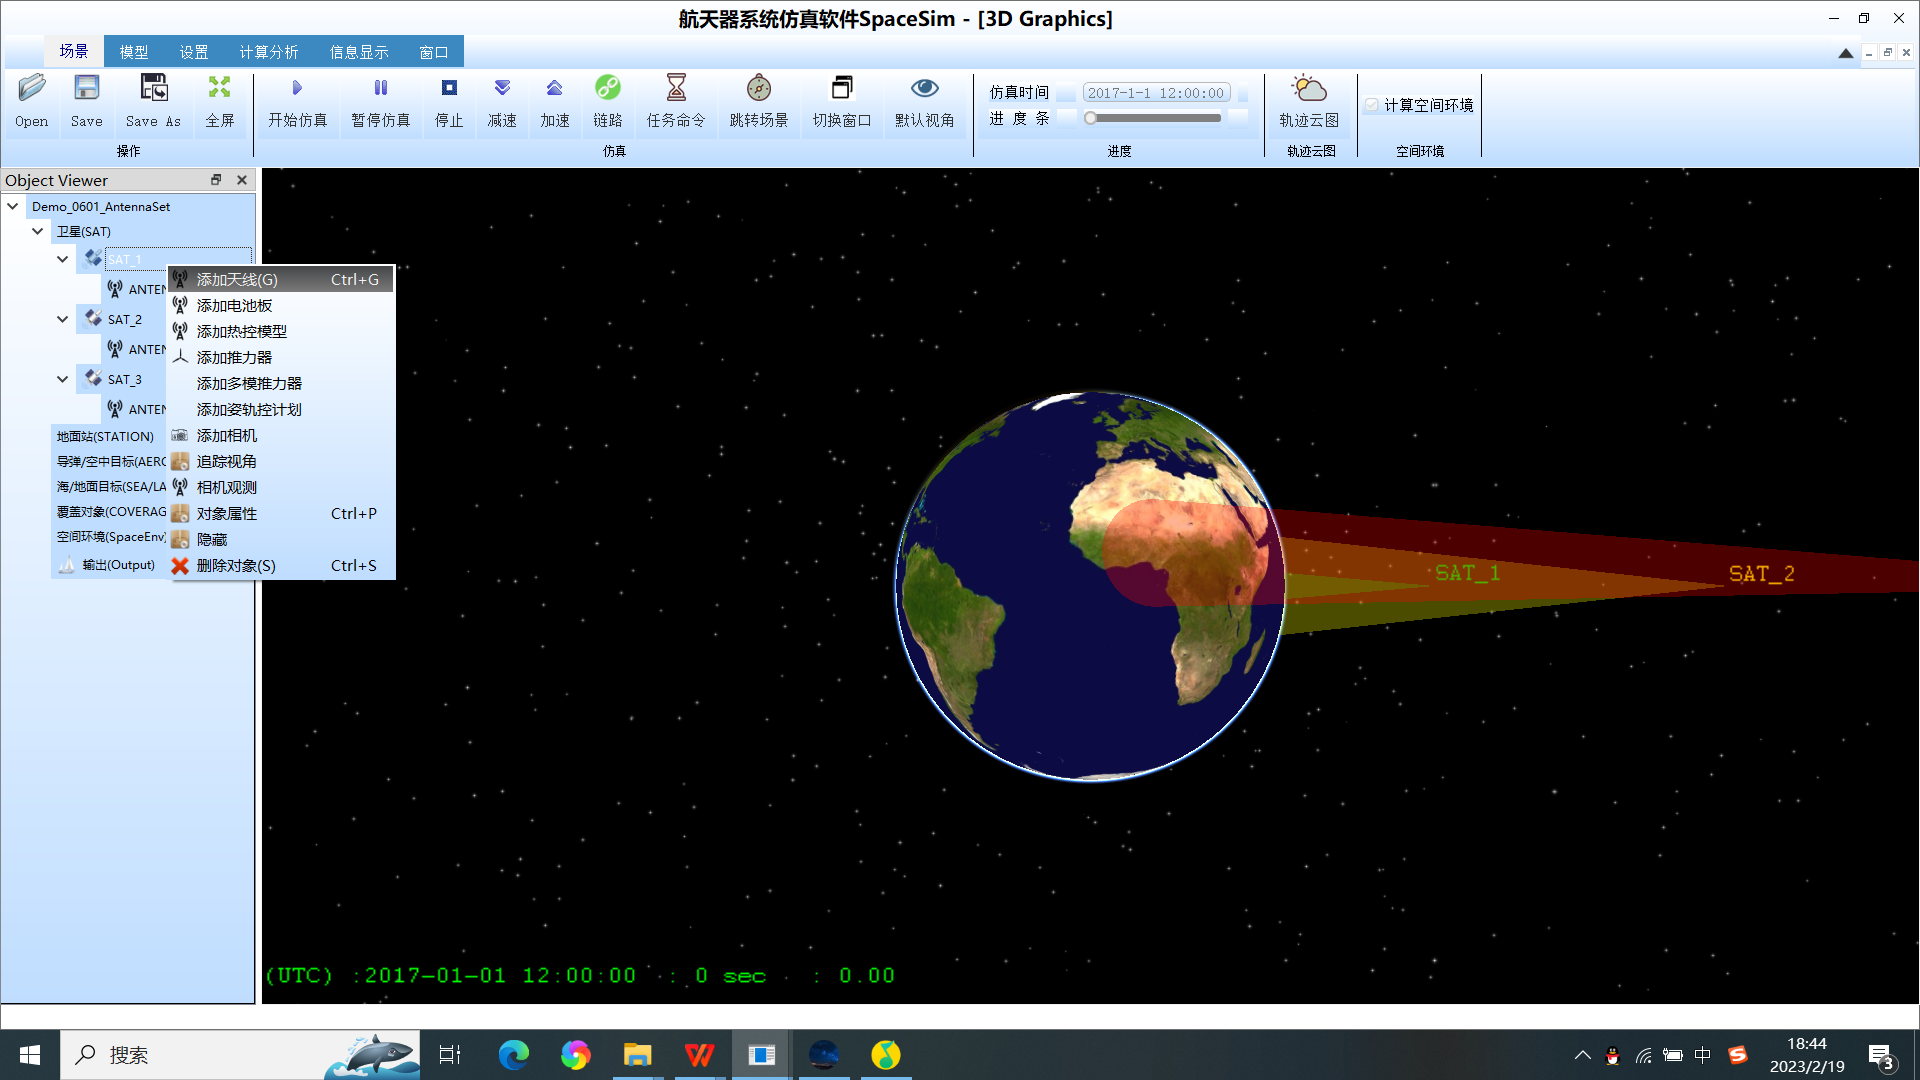 航天器系统仿真软件SpaceSim - [3D Graphics]
场景 模型 设置 计算分析 信息显示 窗口
Open Save Save As 全屏
操作
开始仿真 暂停仿真 停止 减速 加速 链路 任务命令 跳转场景 切换窗口 默认视角
仿真
仿真时间 2017-1-1 12:00:00
进 度 条
进度
轨迹云图
轨迹云图
计算空间环境
空间环境
Object Viewer
Demo_0601_AntennaSet
卫星(SAT)
SAT_1
ANTEN
SAT_2
ANTEN
SAT_3
ANTEN
地面站(STATION)
导弹/空中目标(AERO
海/地面目标(SEA/LA
覆盖对象(COVERAG
空间环境(SpaceEnv)
输出(Output)
添加天线(G) Ctrl+G
添加电池板
添加热控模型
添加推力器
添加多模推力器
添加姿轨控计划
添加相机
追踪视角
相机观测
对象属性 Ctrl+P
隐藏
删除对象(S) Ctrl+S
SAT_1
SAT_2
(UTC) :2017-01-01 12:00:00 : 0 sec : 0.00
搜索
中
18:44
2023/2/19
3